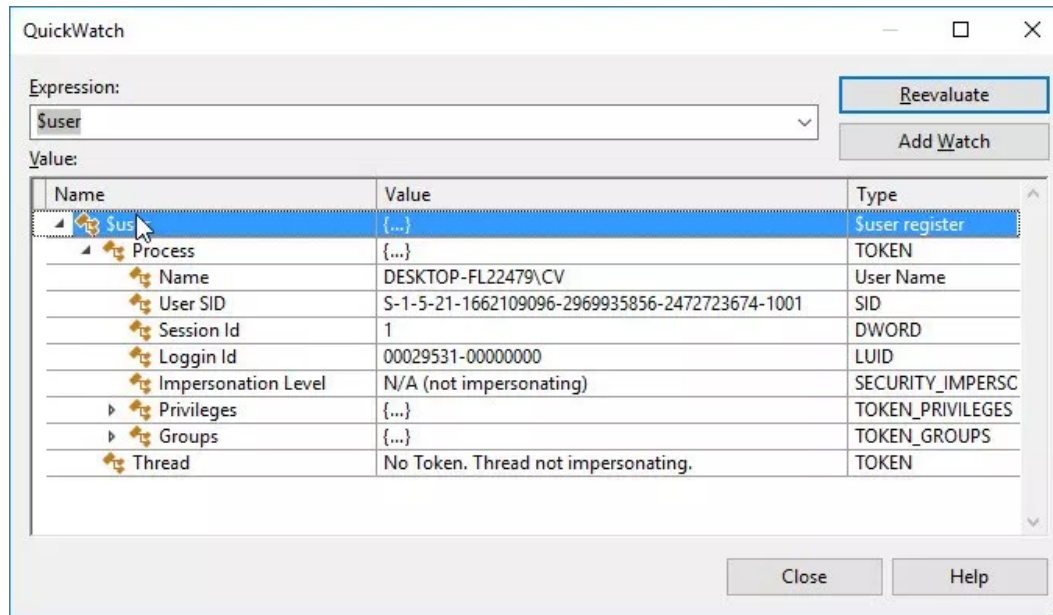 QuickWatch
Expression:
Reevaluate
$user
Add Watch
Value:
Name Value Type
$use {...} $user register
Process {...} TOKEN
Name DESKTOP-FL22479\CV User Name
User SID S-1-5-21-1662109096-2969935856-2472723674-1001 SID
Session Id 1 DWORD
Loggin Id 00029531-00000000 LUID
Impersonation Level N/A (not impersonating) SECURITY_IMPERSC
Privileges {...} TOKEN_PRIVILEGES
Groups {...} TOKEN_GROUPS
Thread No Token. Thread not impersonating. TOKEN
Close Help